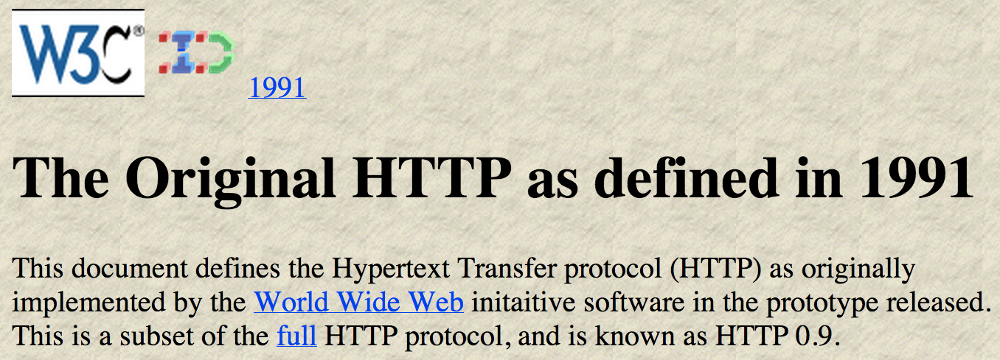 W3C® ID 1991
The Original HTTP as defined in 1991
This document defines the Hypertext Transfer protocol (HTTP) as originally
implemented by the World Wide Web initaitive software in the prototype released.
This is a subset of the full HTTP protocol, and is known as HTTP 0.9.